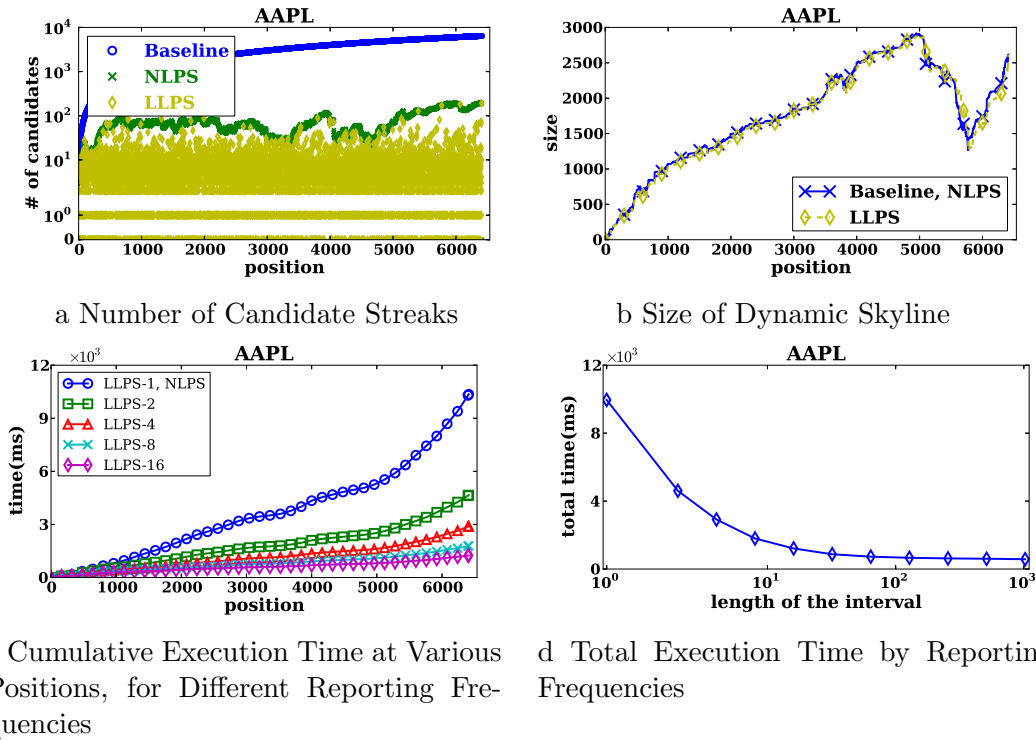 AAPL
10^4
10^3
10^2
10^1
10^0
0
# of candidates
Baseline
NLPS
LLPS
0 1000 2000 3000 4000 5000 6000
position
a Number of Candidate Streaks
AAPL
3000
2500
2000
1500
1000
500
0
size
Baseline, NLPS
LLPS
0 1000 2000 3000 4000 5000 6000
position
b Size of Dynamic Skyline
AAPL
×10^3
12
9
6
3
0
time(ms)
LLPS-1, NLPS
LLPS-2
LLPS-4
LLPS-8
LLPS-16
0 1000 2000 3000 4000 5000 6000
position
Cumulative Execution Time at Various
Positions, for Different Reporting Fre-
quencies
AAPL
×10^3
12
8
4
0
total time(ms)
10^0 10^1 10^2 10^3
length of the interval
d Total Execution Time by Reportin
Frequencies